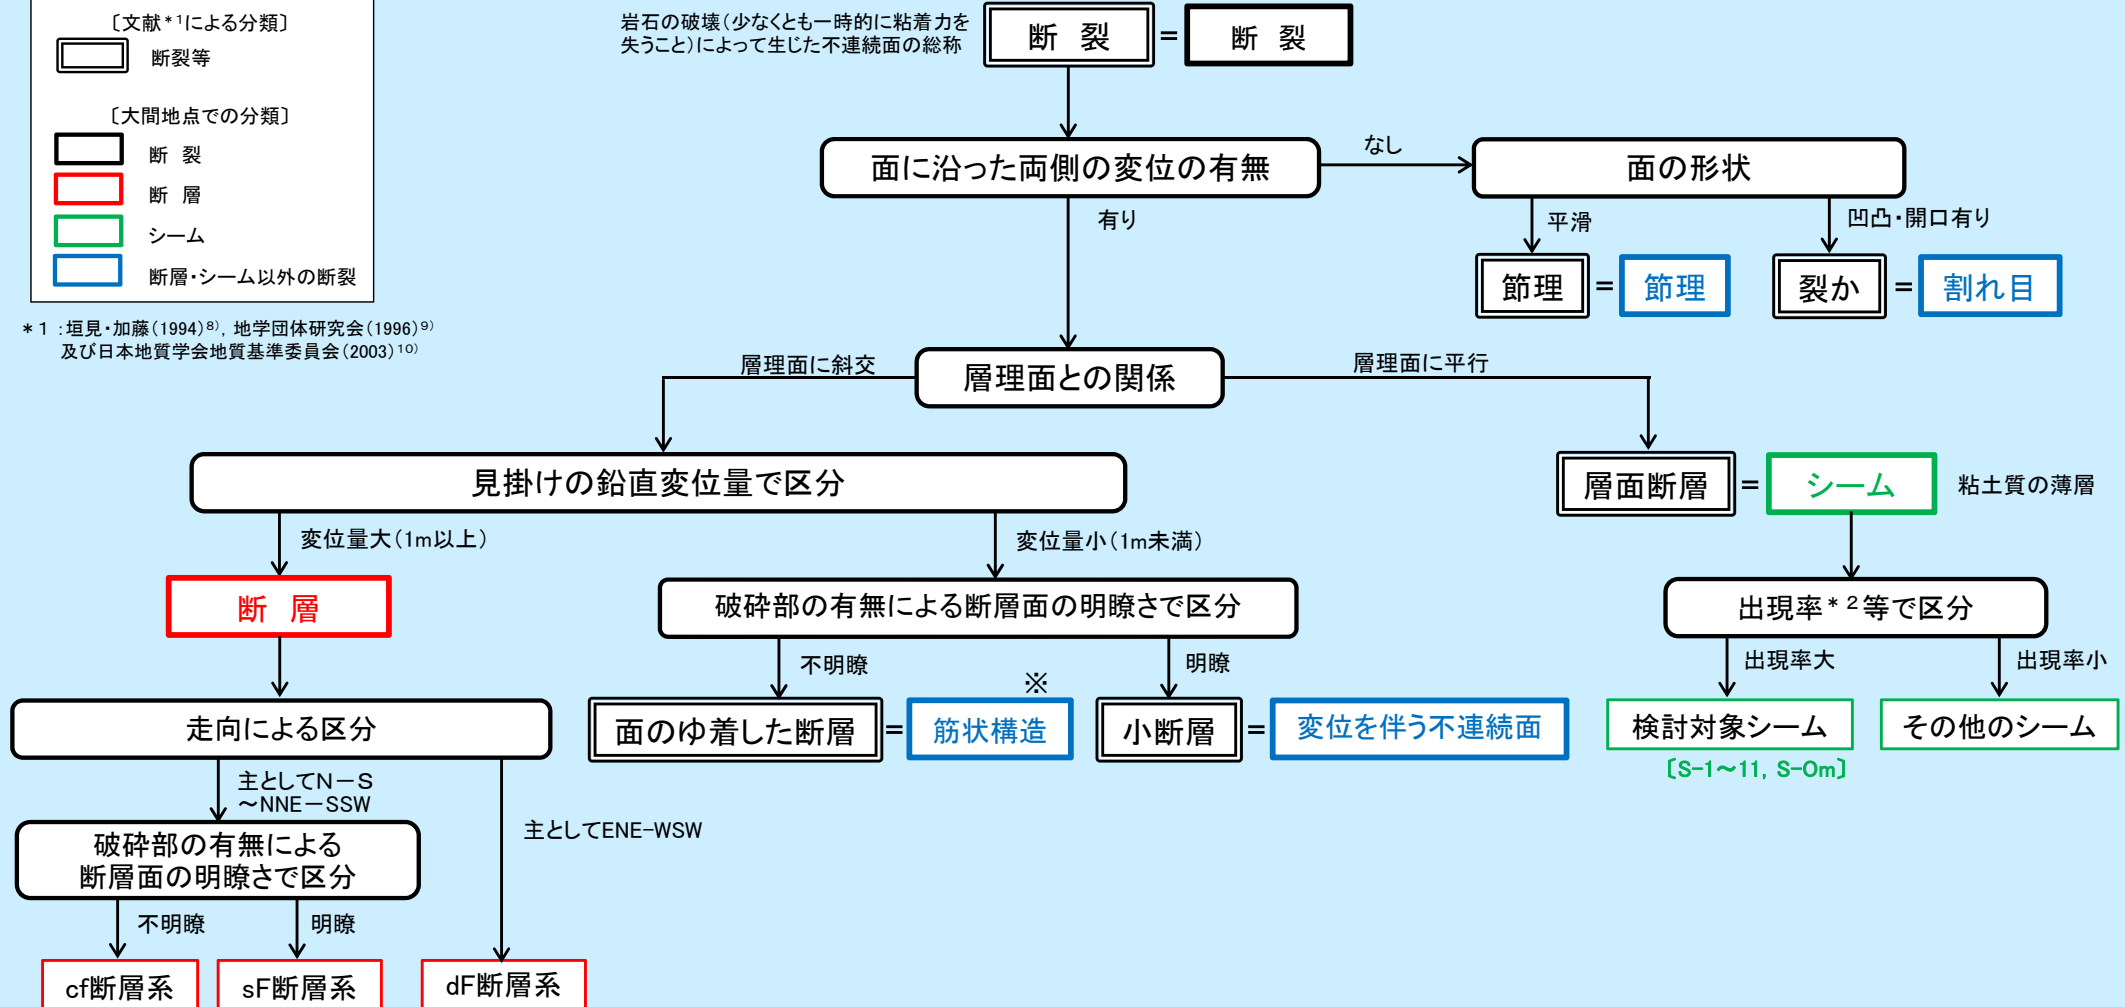 〔文献*1による分類〕
断裂等
〔大間地点での分類〕
断 裂
断 層
シーム
断層・シーム以外の断裂
*1:垣見・加藤(1994)8), 地学団体研究会(1996)9)
及び日本地質学会地質基準委員会(2003)10)
岩石の破壊(少なくとも一時的に粘着力を
失うこと)によって生じた不連続面の総称
断 裂 = 断 裂
面に沿った両側の変位の有無
なし
面の形状
有り
平滑
凹凸・開口有り
節理 = 節理
裂か = 割れ目
層理面に斜交
層理面との関係
層理面に平行
見掛けの鉛直変位量で区分
層面断層 = シーム
粘土質の薄層
変位量大(1m以上)
変位量小(1m未満)
断 層
破砕部の有無による断層面の明瞭さで区分
出現率*2等で区分
不明瞭
明瞭
出現率大
出現率小
※
面のゆ着した断層 = 筋状構造
小断層 = 変位を伴う不連続面
検討対象シーム
その他のシーム
〔S-1~11, S-Om〕
走向による区分
主としてN-S
~NNE-SSW
主としてENE-WSW
破砕部の有無による
断層面の明瞭さで区分
不明瞭
明瞭
cf断層系
sF断層系
dF断層系